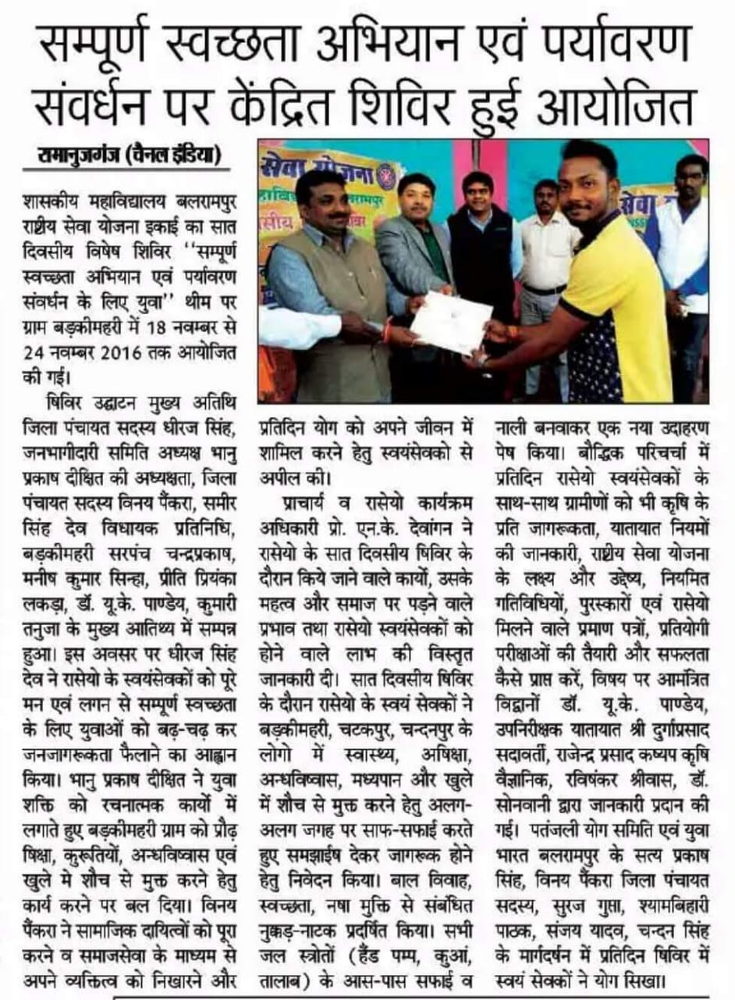 सम्पूर्ण स्वच्छता अभियान एवं पर्यावरण
संवर्धन पर केंद्रित शिविर हुई आयोजित
रामानुजगंज (चैनल इंडिया)
शासकीय महाविद्यालय बलरामपुर
राष्ट्रीय सेवा योजना इकाई का सात
दिवसीय विषेष शिविर ''सम्पूर्ण
स्वच्छता अभियान एवं पर्यावरण
संवर्धन के लिए युवा'' थीम पर
ग्राम बड़कीमहरी में 18 नवम्बर से
24 नवम्बर 2016 तक आयोजित
की गई।
षिविर उद्घाटन मुख्य अतिथि
जिला पंचायत सदस्य धीरज सिंह,
जनभागीदारी समिति अध्यक्ष भानु
प्रकाश दीक्षित की अध्यक्षता, जिला
पंचायत सदस्य विनय पैंकरा, समीर
सिंह देव विधायक प्रतिनिधि,
बड़कीमहरी सरपंच चन्द्रप्रकाष,
मनीष कुमार सिन्हा, प्रीति प्रियंका
लकड़ा, डॉ. यू.के. पाण्डेय, कुमारी
तनुजा के मुख्य आतिथ्य में सम्पन्न
हुआ। इस अवसर पर धीरज सिंह
देव ने रासेयो के स्वयंसेवकों को पूरे
मन एवं लगन से सम्पूर्ण स्वच्छता
के लिए युवाओं को बढ़-चढ़ कर
जनजागरूकता फैलाने का आह्वान
किया। भानु प्रकाष दीक्षित ने युवा
शक्ति को रचनात्मक कार्यो में
लगाते हुए बड़कीमहरी ग्राम को प्रौढ़
षिक्षा, कुरूतियों, अन्धविष्वास एवं
खुले मे शौच से मुक्त करने हेतु
कार्य करने पर बल दिया। विनय
पैंकरा ने सामाजिक दायित्वों को पूरा
करने व समाजसेवा के माध्यम से
अपने व्यक्तित्व को निखारने और
सेवा योजना
बलरामपुर
सेवा
प्रतिदिन योग को अपने जीवन में
शामिल करने हेतु स्वयंसेवको से
अपील की।
प्राचार्य व रासेयो कार्यक्रम
अधिकारी प्रो. एन.के. देवांगन ने
रासेयो के सात दिवसीय षिविर के
दौरान किये जाने वाले कार्यो, उसके
महत्व और समाज पर पड़ने वाले
प्रभाव तथा रासेयो स्वयंसेवकों को
होने वाले लाभ की विस्तृत
जानकारी दी। सात दिवसीय षिविर
के दौरान रासेयो के स्वयं सेवकों ने
बड़कीमहरी, चटकपुर, चन्दनपुर के
लोगो में स्वास्थ्य, अषिक्षा,
अन्धविष्वास, मध्यपान और खुले
में शौच से मुक्त करने हेतु अलग-
अलग जगह पर साफ-सफाई करते
हुए समझाईष देकर जागरूक होने
हेतु निवेदन किया। बाल विवाह,
स्वच्छता, नषा मुक्ति से संबंधित
नुक्कड़-नाटक प्रदर्षित किया। सभी
जल स्त्रोतों (हैंड पम्प, कुआं,
तालाब) के आस-पास सफाई व
नाली बनवाकर एक नया उदाहरण
पेष किया। बौद्धिक परिचर्चा में
प्रतिदिन रासेयो स्वयंसेवकों के
साथ-साथ ग्रामीणों को भी कृषि के
प्रति जागरूकता, यातायात नियमों
की जानकारी, राष्ट्रीय सेवा योजना
के लक्ष्य और उद्देष्य, नियमित
गतिविधियों, पुरस्कारों एवं रासेयो
मिलने वाले प्रमाण पत्रों, प्रतियोगी
परीक्षाओं की तैयारी और सफलता
कैसे प्राप्त करें, विषय पर आमंत्रित
विद्वानों डॉ. यू.के. पाण्डेय,
उपनिरीक्षक यातायात श्री दुर्गाप्रसाद
सदावर्ती, राजेन्द्र प्रसाद कष्यप कृषि
वैज्ञानिक, रविषंकर श्रीवास, डॉ.
सोनवानी द्वारा जानकारी प्रदान की
गई। पतंजली योग समिति एवं युवा
भारत बलरामपुर के सत्य प्रकाष
सिंह, विनय पैंकरा जिला पंचायत
सदस्य, सुरज गुप्ता, श्यामबिहारी
पाठक, संजय यादव, चन्दन सिंह
के मार्गदर्षन में प्रतिदिन षिविर में
स्वयं सेवकों ने योग सिखा।